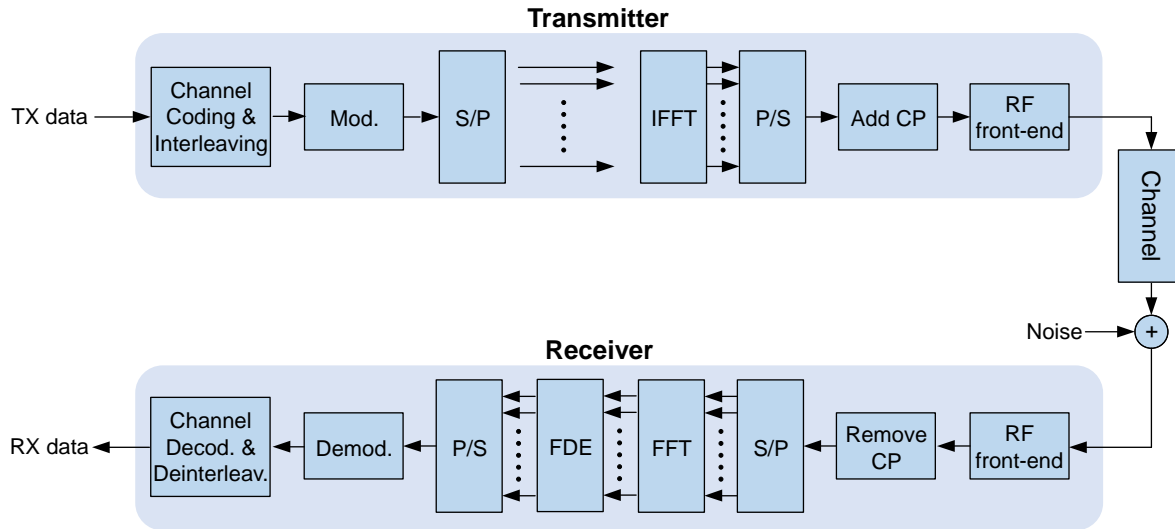 Transmitter
TX data
Channel
Coding &
Interleaving
Mod.
S/P
IFFT
P/S
Add CP
RF
front-end
Channel
Noise
+
Receiver
RX data
Channel
Decod. &
Deinterleav.
Demod.
P/S
FDE
FFT
S/P
Remove
CP
RF
front-end